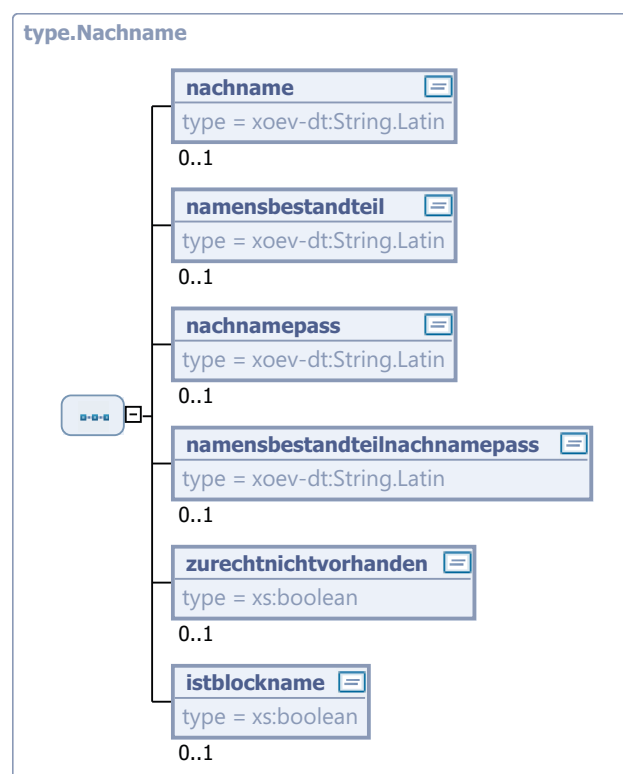 type.Nachname
nachname
type = xoev-dt:String.Latin
0..1
namensbestandteil
type = xoev-dt:String.Latin
0..1
nachnamepass
type = xoev-dt:String.Latin
0..1
namensbestandteilnachnamepass
type = xoev-dt:String.Latin
0..1
zurechtnichtvorhanden
type = xs:boolean
0..1
istblockname
type = xs:boolean
0..1